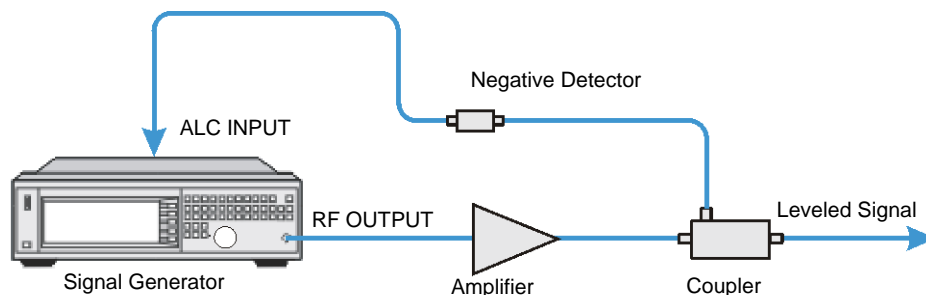 Negative Detector
ALC INPUT
RF OUTPUT
Leveled Signal
Signal Generator
Amplifier
Coupler